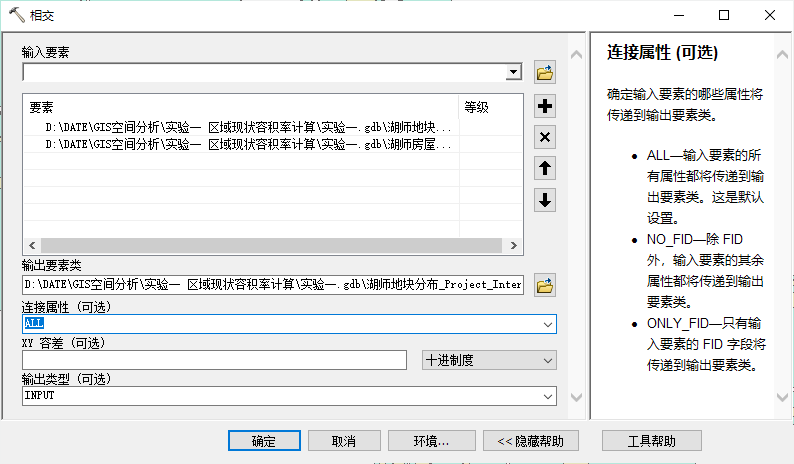 相交
输入要素
要素 等级
D:\DATE\GIS空间分析\实验一 区域现状容积率计算\实验一.gdb\湖师地块...
D:\DATE\GIS空间分析\实验一 区域现状容积率计算\实验一.gdb\湖师房屋...
输出要素类
D:\DATE\GIS空间分析\实验一 区域现状容积率计算\实验一.gdb\湖师地块分布_Project_Inter
连接属性 (可选)
ALL
XY 容差 (可选)
十进制度
输出类型 (可选)
INPUT
连接属性 (可选)
确定输入要素的哪些属性将
传递到输出要素类。
• ALL—输入要素的所
有属性都将传递到输
出要素类。这是默认
设置。
• NO_FID—除 FID
外，输入要素的其余
属性都将传递到输出
要素类。
• ONLY_FID—只有输
入要素的 FID 字段将
传递到输出要素类。
确定 取消 环境... << 隐藏帮助 工具帮助